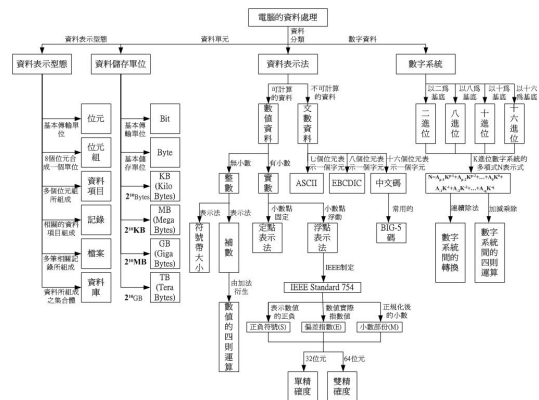 電腦的資料處理
資料表示型態
資料單元
資料
分類
數字資料
資料表示型態
資料儲存單位
資料表示法
數字系統
基本傳輸單
位
位元
8個位元合
成一個單位
位元
組
多個位元組
所組成
資料
項目
相關的資料
項目組成
記錄
多筆相關記
錄所組成
檔案
資料所組成
之集合體
資料
庫
基本傳
輸單位
Bit
基本儲
存單位
Byte
2¹⁰Bytes
KB
(Kilo
Bytes)
2¹⁰KB
MB
(Mega
Bytes)
2¹⁰MB
GB
(Giga
Bytes)
2¹⁰GB
TB
(Tera
Bytes)
可計算
的資料
不可計算
的資料
數值資料
文數資料
無小數
有小數
整數
實數
表示法
表示法
符號帶大小
補數
由加法
衍生
數值的四則運算
小數點
固定
小數點
浮動
定點表示法
浮點表示法
IEEE制定
IEEE Standard 754
表示數值
的正負
數值實際
指數值
正規化後
的小數
正負符號(S)
偏差指數(E)
小數部份(M)
32位元
64位元
單精
確度
雙精
確度
七個位元代
表一個字元
八個位元代
表一個字元
十六個位元代
表一個字元
ASCII
EBCDIC
中文碼
常用的
BIG-5
碼
以二為
基底
以八為
基底
以十為
基底
以十六
為基底
二進位
八進位
十進位
十六進位
K進位數字系統的
多項式N表示式
連續除法
加減乘除
數字系統間的轉換
數字系統間的四則運算